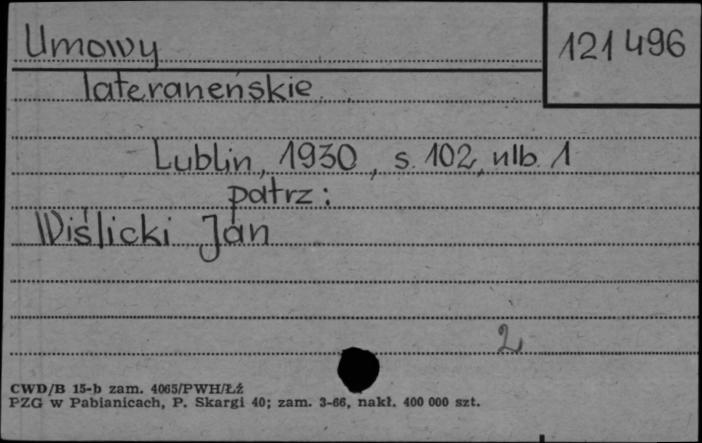 Umowy
121496
lateraneńskie
Lublin, 1930, s. 102, nlb. 1
patrz:
Wiślicki Jan
2
CWD/B 15-b zam. 4065/PWH/Łź
PZG w Pabianicach, P. Skargi 40; zam. 3-66, nakł. 400 000 szt.